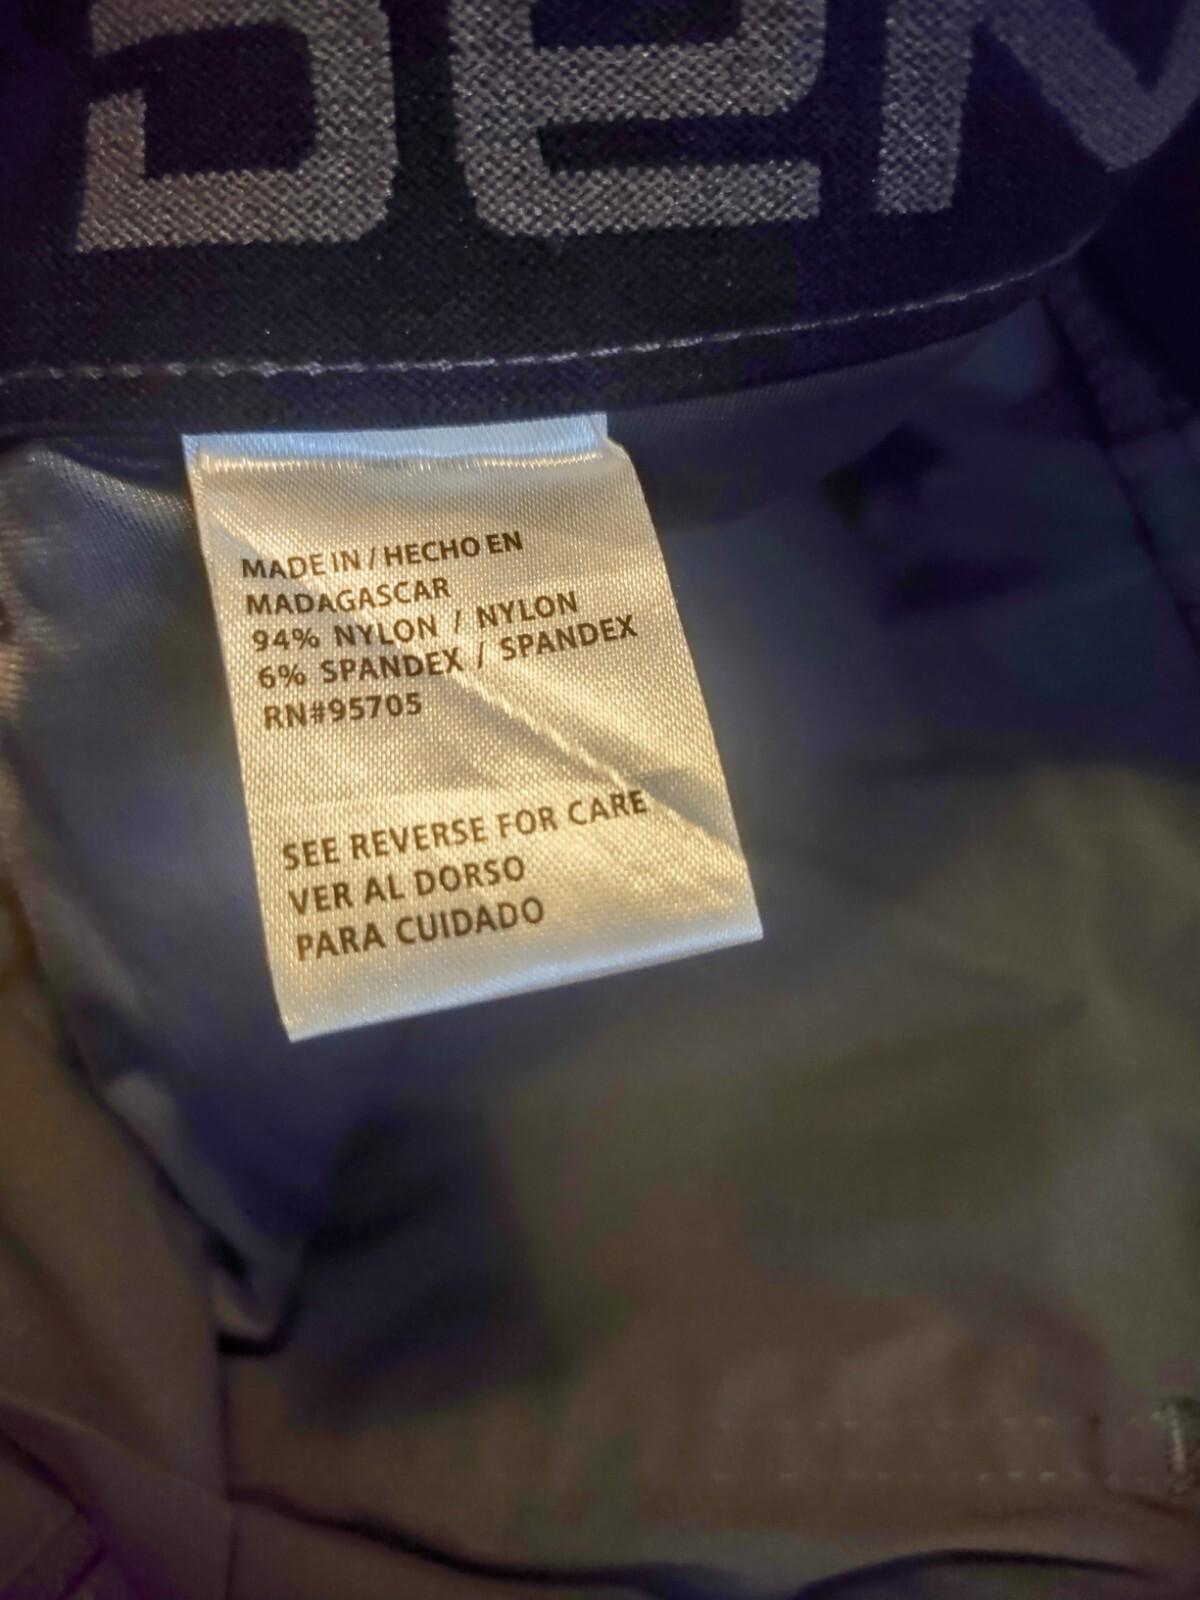 MADE IN / HECHO EN
MADAGASCAR
94% NYLON / NYLON
6% SPANDEX / SPANDEX
RN#95705
SEE REVERSE FOR CARE
VER AL DORSO
PARA CUIDADO